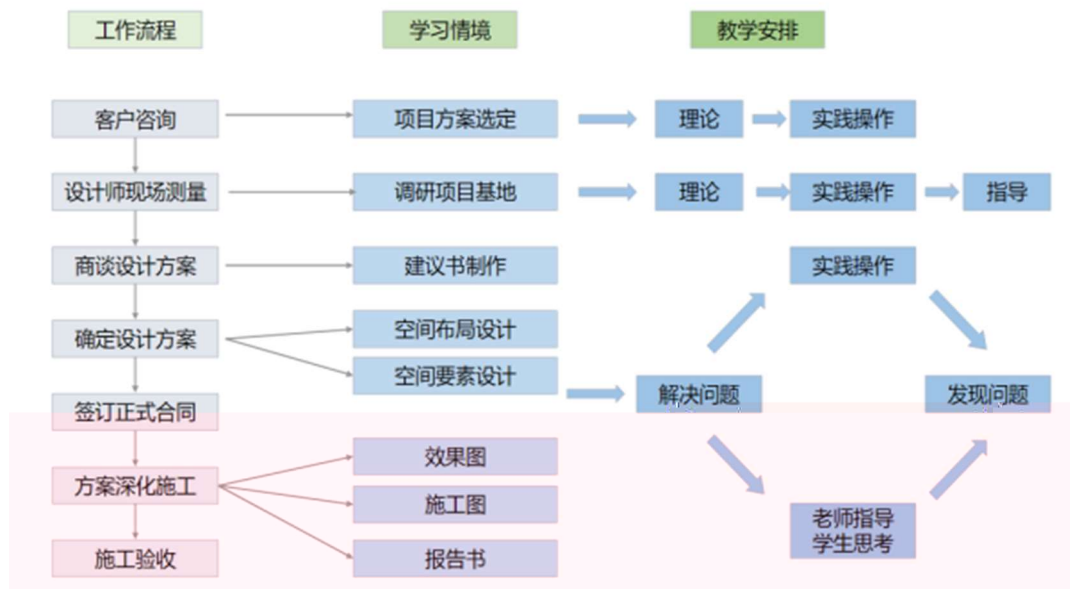 工作流程
学习情境
教学安排
客户咨询
项目方案选定
理论
实践操作
设计师现场测量
调研项目基地
理论
实践操作
指导
商谈设计方案
建议书制作
实践操作
确定设计方案
空间布局设计
空间要素设计
解决问题
发现问题
签订正式合同
方案深化施工
效果图
施工图
老师指导
学生思考
施工验收
报告书